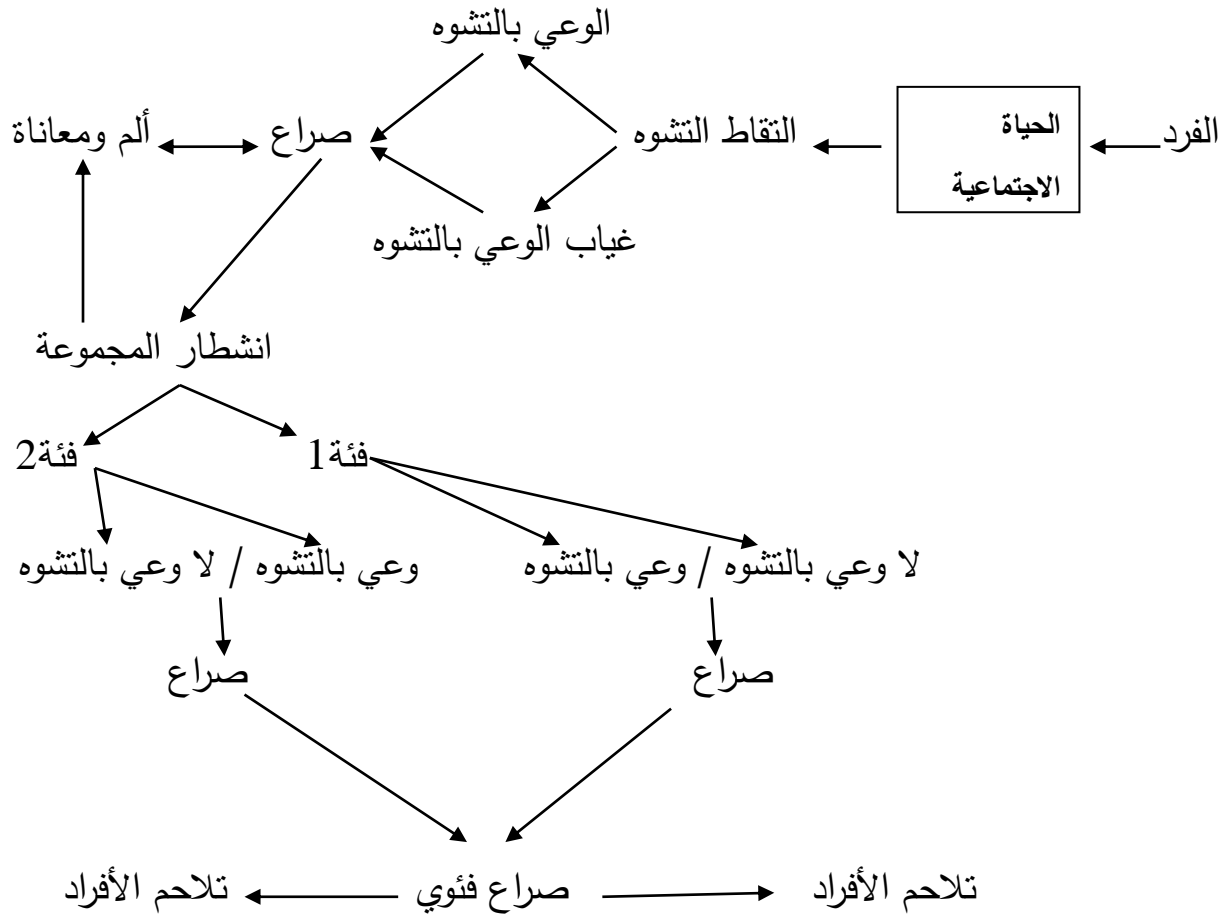 الوعي بالتشوه
الفرد
الحياة
الاجتماعية
التقاط التشوه
صراع
ألم ومعاناة
غياب الوعي بالتشوه
انشطار المجموعة
فئة1
فئة2
لا وعي بالتشوه / وعي بالتشوه
وعي بالتشوه / لا وعي بالتشوه
صراع
صراع
تلاحم الأفراد
صراع فئوي
تلاحم الأفراد